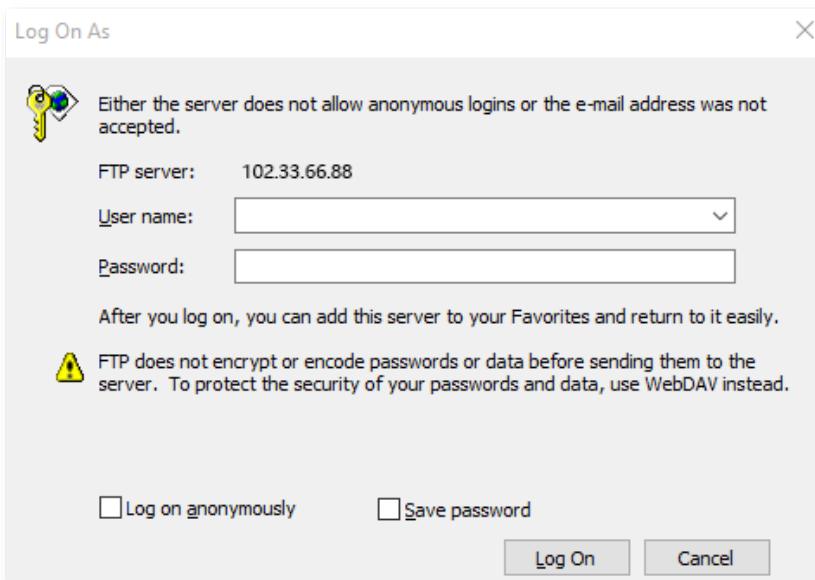 Log On As
Either the server does not allow anonymous logins or the e-mail address was not
accepted.
FTP server: 102.33.66.88
User name:
Password:
After you log on, you can add this server to your Favorites and return to it easily.
FTP does not encrypt or encode passwords or data before sending them to the
server.  To protect the security of your passwords and data, use WebDAV instead.
Log on anonymously Save password
Log On Cancel